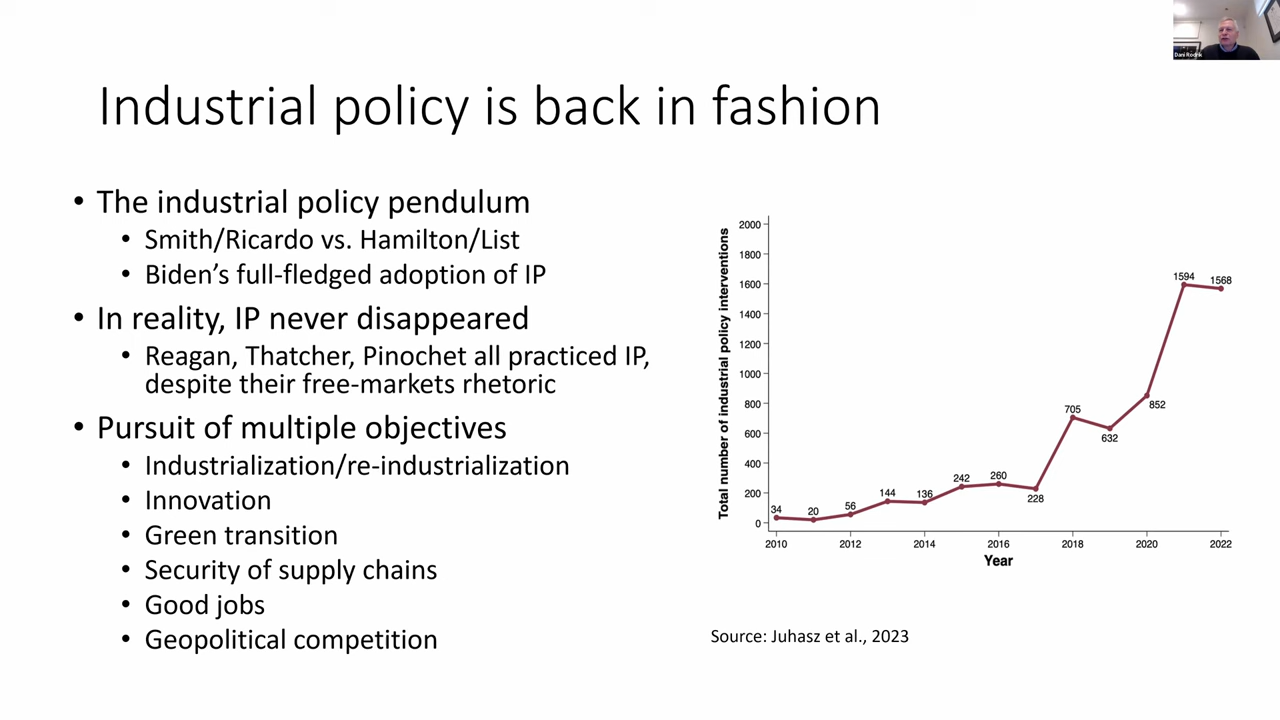 Dani Rodrik
Industrial policy is back in fashion
• The industrial policy pendulum
• Smith/Ricardo vs. Hamilton/List
• Biden’s full-fledged adoption of IP
• In reality, IP never disappeared
• Reagan, Thatcher, Pinochet all practiced IP,
despite their free-markets rhetoric
• Pursuit of multiple objectives
• Industrialization/re-industrialization
• Innovation
• Green transition
• Security of supply chains
• Good jobs
• Geopolitical competition
Total number of industrial policy interventions
2000
1800
1600
1400
1200
1000
800
600
400
200
0
34
20
56
144
136
242
260
228
705
632
852
1594
1568
2010 2012 2014 2016 2018 2020 2022
Year
Source: Juhasz et al., 2023